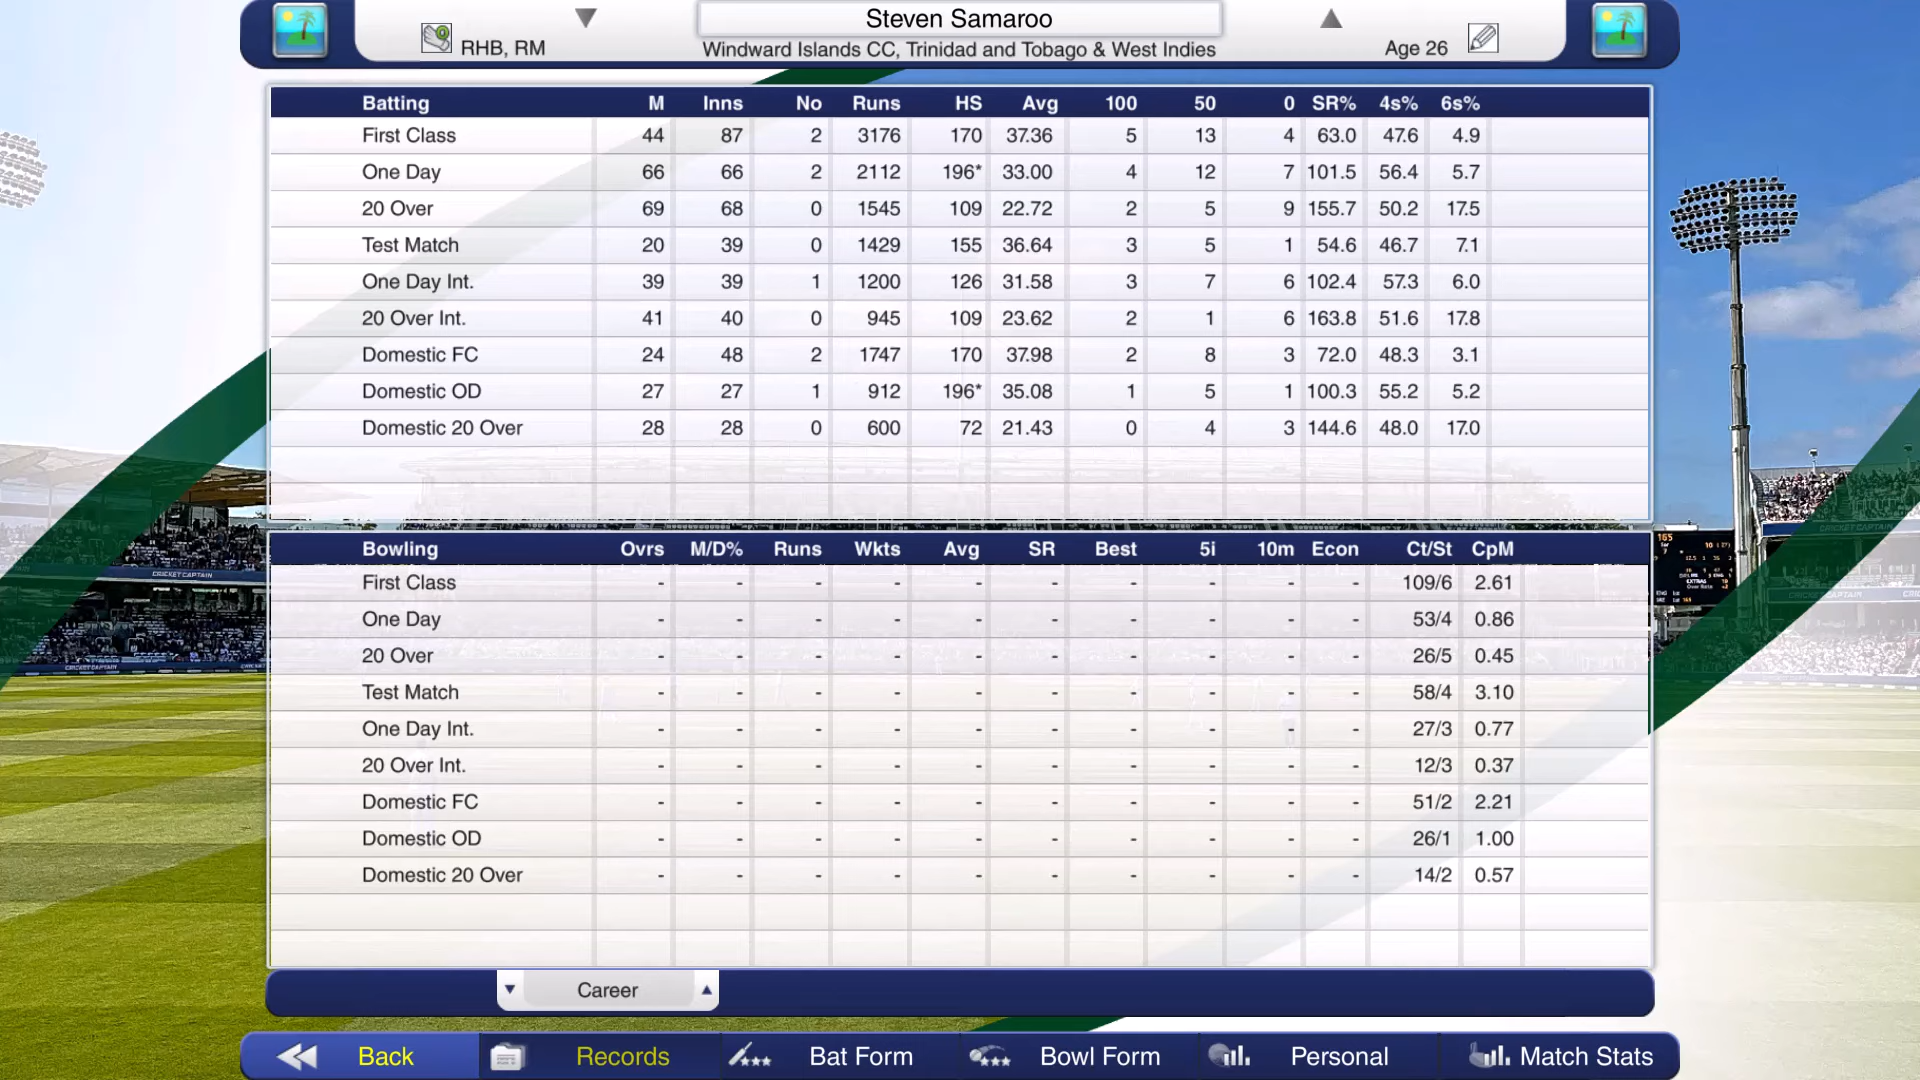 Steven Samaroo
RHB, RM
Windward Islands CC, Trinidad and Tobago & West Indies
Age 26
Batting M Inns No Runs HS Avg 100 50 0 SR% 4s% 6s%
First Class 44 87 2 3176 170 37.36 5 13 4 63.0 47.6 4.9
One Day 66 66 2 2112 196* 33.00 4 12 7 101.5 56.4 5.7
20 Over 69 68 0 1545 109 22.72 2 5 9 155.7 50.2 17.5
Test Match 20 39 0 1429 155 36.64 3 5 1 54.6 46.7 7.1
One Day Int. 39 39 1 1200 126 31.58 3 7 6 102.4 57.3 6.0
20 Over Int. 41 40 0 945 109 23.62 2 1 6 163.8 51.6 17.8
Domestic FC 24 48 2 1747 170 37.98 2 8 3 72.0 48.3 3.1
Domestic OD 27 27 1 912 196* 35.08 1 5 1 100.3 55.2 5.2
Domestic 20 Over 28 28 0 600 72 21.43 0 4 3 144.6 48.0 17.0
Bowling Ovrs M/D% Runs Wkts Avg SR Best 5i 10m Econ Ct/St CpM
First Class - - - - - - - - - - 109/6 2.61
One Day - - - - - - - - - - 53/4 0.86
20 Over - - - - - - - - - - 26/5 0.45
Test Match - - - - - - - - - - 58/4 3.10
One Day Int. - - - - - - - - - - 27/3 0.77
20 Over Int. - - - - - - - - - - 12/3 0.37
Domestic FC - - - - - - - - - - 51/2 2.21
Domestic OD - - - - - - - - - - 26/1 1.00
Domestic 20 Over - - - - - - - - - - 14/2 0.57
CRICKET CAPTAIN
CRICKET CAPTAIN
CRICKET CAPTAIN
CRICKET CAPTAIN
165
Career
Back
Records
Bat Form
Bowl Form
Personal
Match Stats